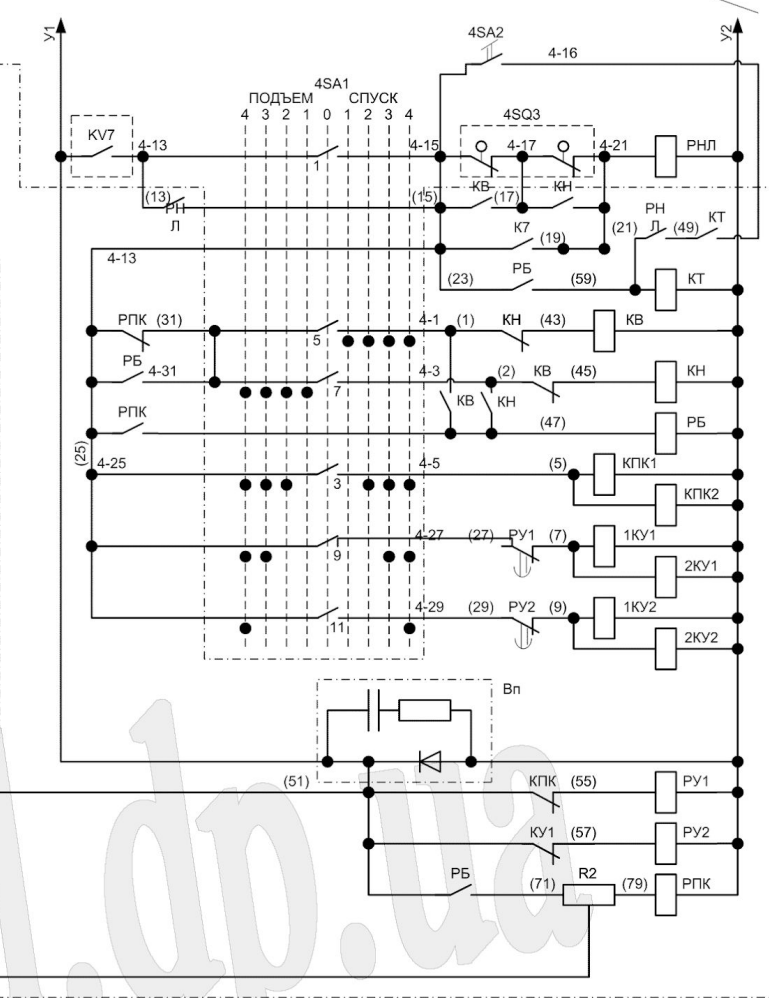 У1
У2
4SA2
4-16
4SA1
ПОДЪЕМ СПУСК
4 3 2 1 0 1 2 3 4
4SQ3
KV7
4-13
1
4-15
4-17
4-21
РНЛ
(13)
РН
Л
(15)
КВ
(17)
КН
К7
(19)
(21)
РН
Л
(49)
КТ
4-13
(23)
РБ
(59)
КТ
РПК
(31)
5
4-1
(1)
КН
(43)
КВ
РБ
4-31
7
4-3
(2)
КВ
(45)
КН
КВ
КН
РПК
(47)
РБ
(25)
4-25
3
4-5
(5)
КПК1
КПК2
9
4-27
(27)
РУ1
(7)
1КУ1
2КУ1
11
4-29
(29)
РУ2
(9)
1КУ2
2КУ2
Вп
(51)
КПК
(55)
РУ1
КУ1
(57)
РУ2
РБ
(71)
R2
(79)
РПК
.dp.ua